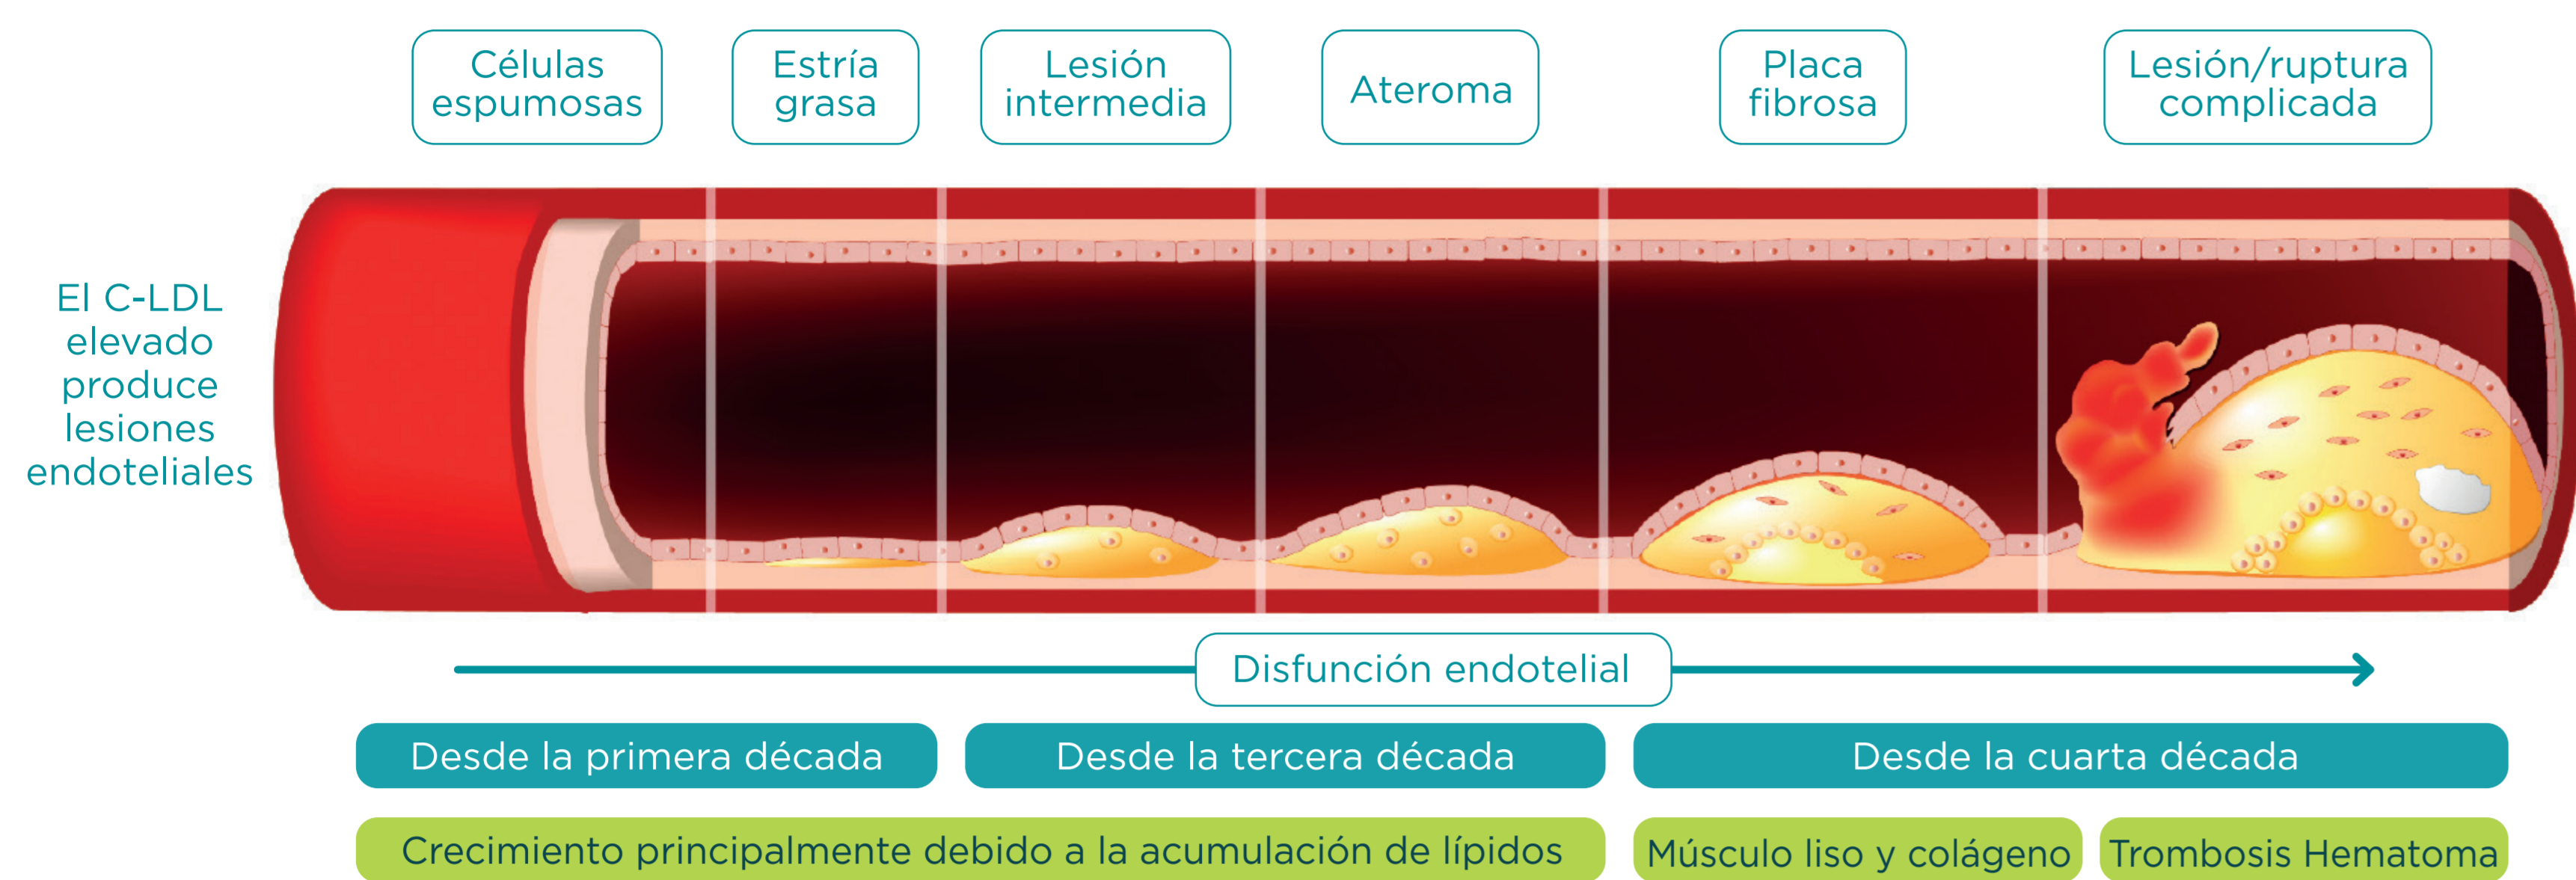 Células
espumosas
Estría
grasa
Lesión
intermedia
Ateroma
Placa
fibrosa
Lesión/ruptura
complicada
El C-LDL
elevado
produce
lesiones
endoteliales
Disfunción endotelial
Desde la primera década
Desde la tercera década
Desde la cuarta década
Crecimiento principalmente debido a la acumulación de lípidos
Músculo liso y colágeno
Trombosis Hematoma